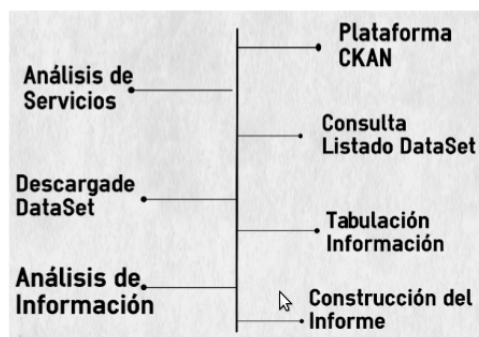 Plataforma
CKAN
Análisis de
Servicios
Consulta
Listado DataSet
Descargade
DataSet
Tabulación
Información
Análisis de
Información
Construcción del
Informe